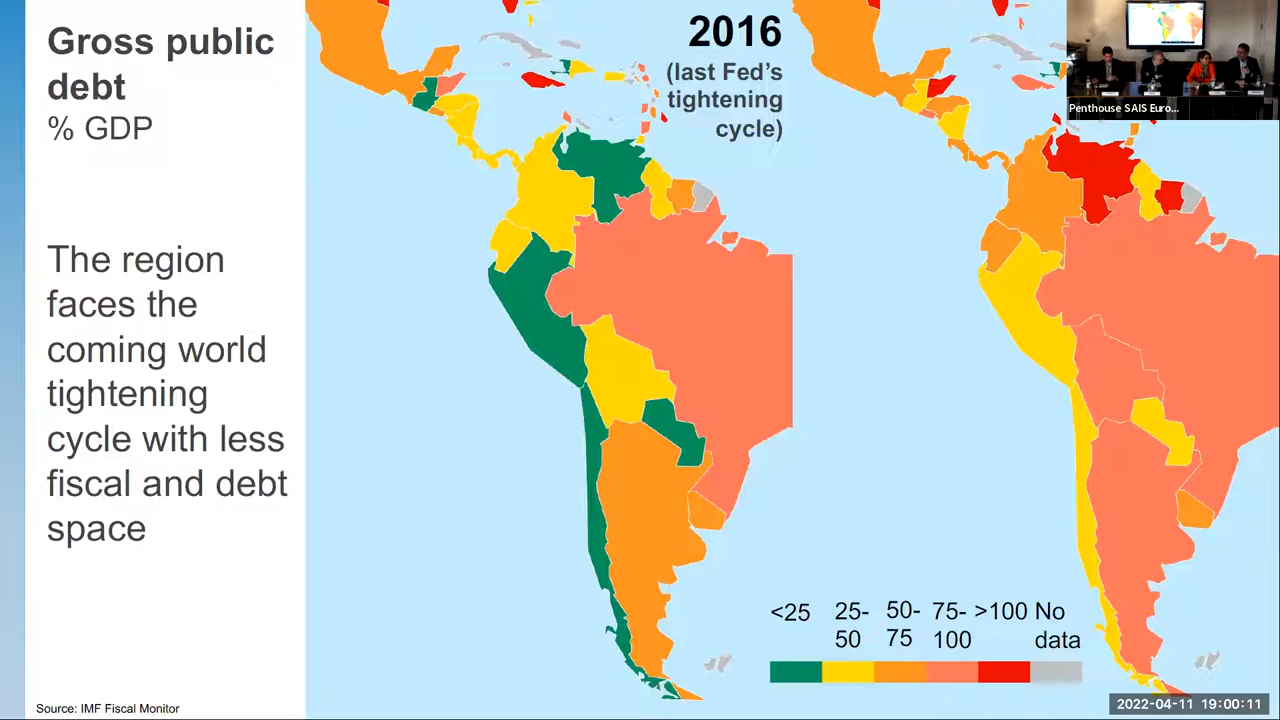 Gross public
debt
% GDP
The region
faces the
coming world
tightening
cycle with less
fiscal and debt
space
Source: IMF Fiscal Monitor
2016
(last Fed’s
tightening
cycle)
<25 25-50 50-75 75-100 >100 No data
Penthouse SAIS Euro...
2022-04-11 19:00:11